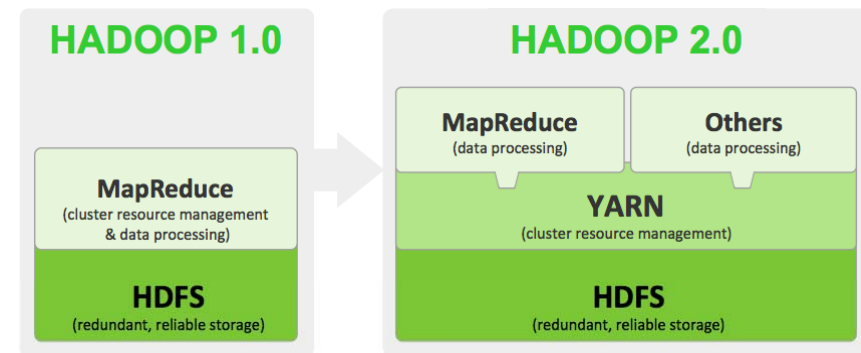 HADOOP 1.0
MapReduce
(cluster resource management
& data processing)
HDFS
(redundant, reliable storage)
HADOOP 2.0
MapReduce
(data processing)
Others
(data processing)
YARN
(cluster resource management)
HDFS
(redundant, reliable storage)